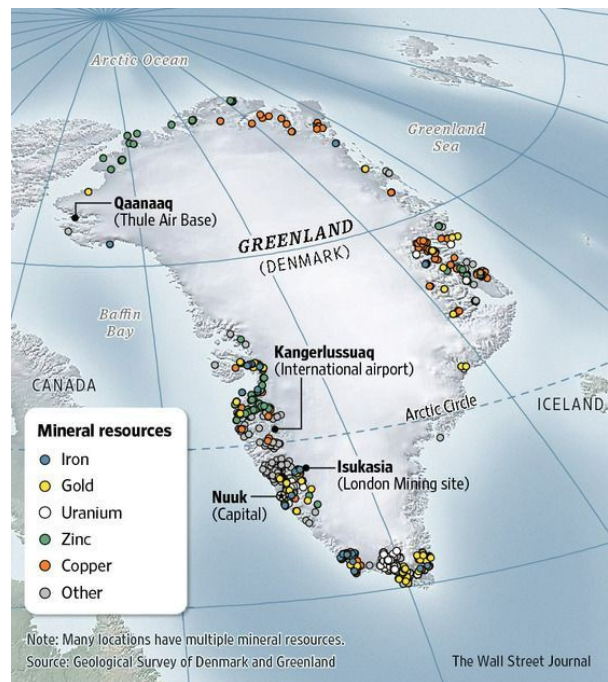 Arctic Ocean
Greenland
Sea
Qaanaaq
(Thule Air Base)
GREENLAND
(DENMARK)
Baffin
Bay
Kangerlussuaq
(International airport)
CANADA
Arctic Circle
ICELAND
Mineral resources
Iron
Gold
Uranium
Zinc
Copper
Other
Isukasia
(London Mining site)
Nuuk
(Capital)
Note: Many locations have multiple mineral resources.
Source: Geological Survey of Denmark and Greenland
The Wall Street Journal